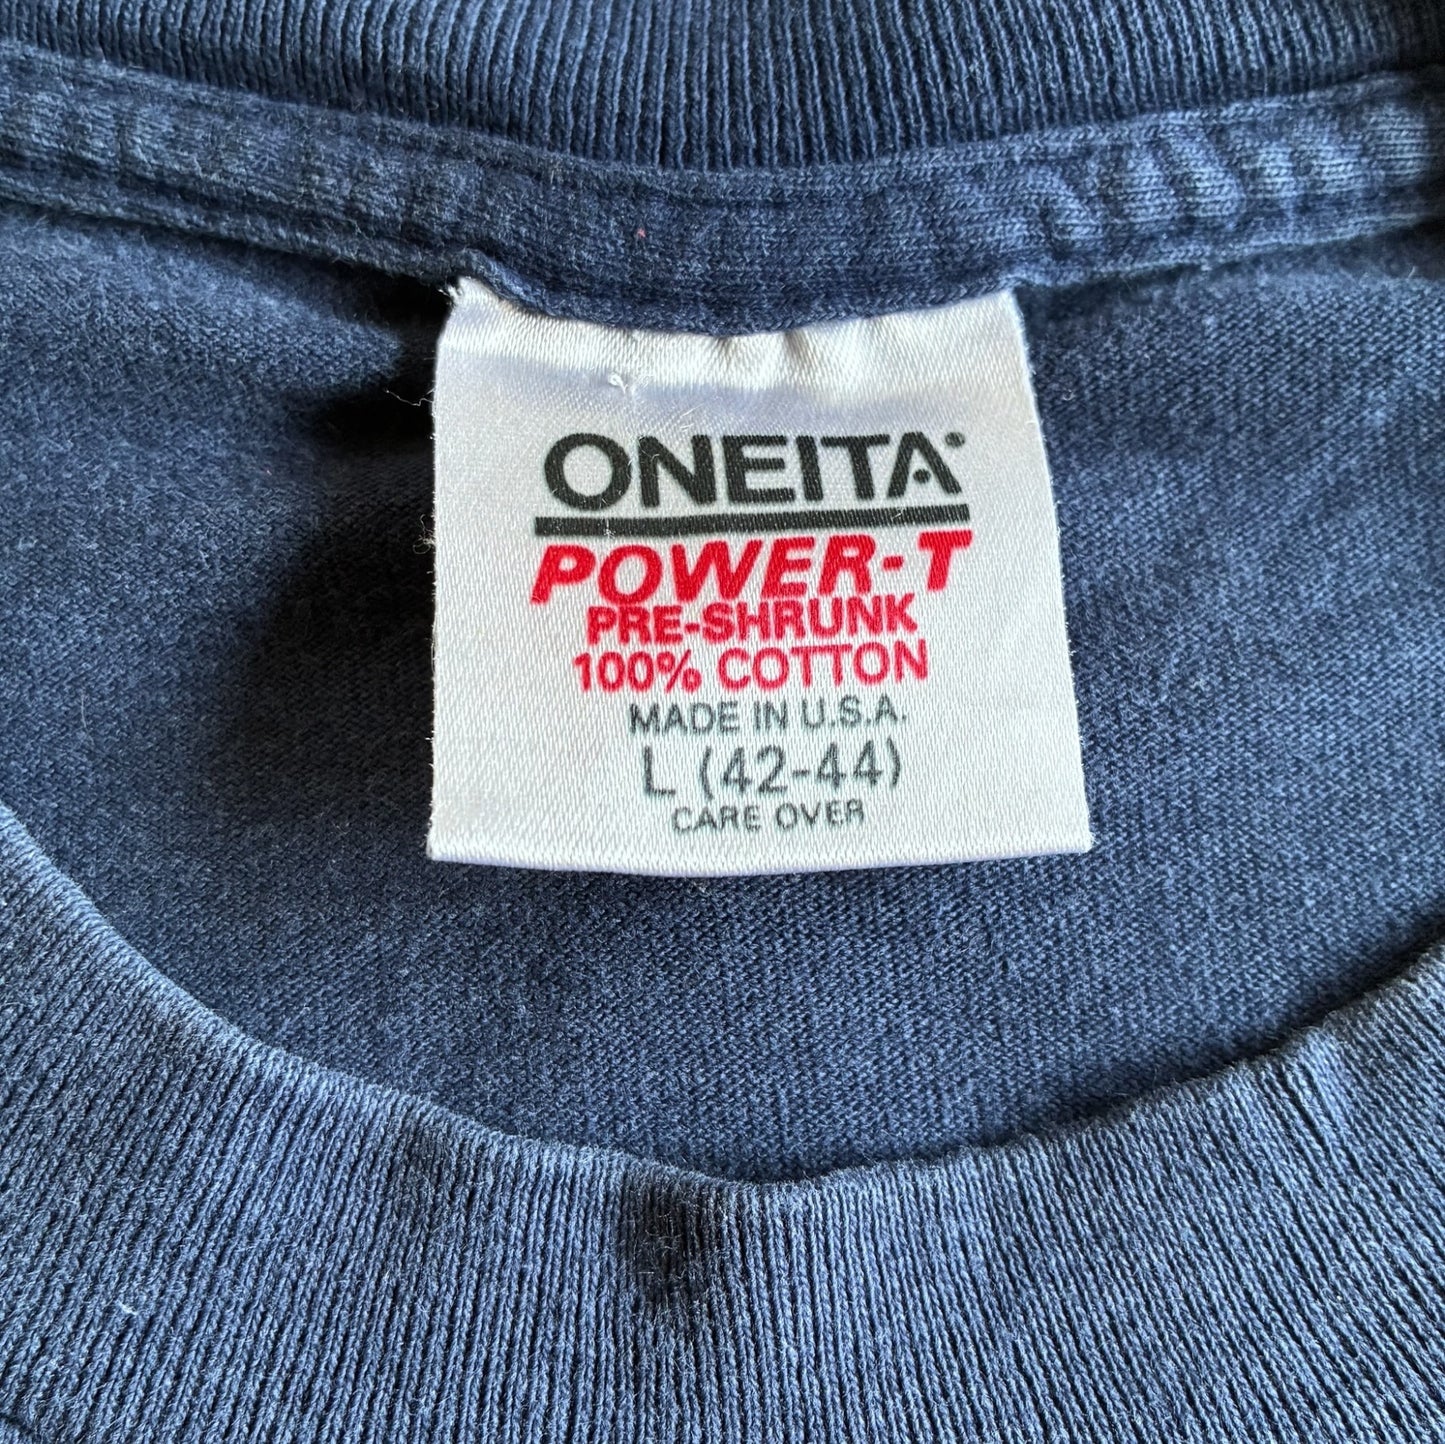 ONEITA®
POWER-T
PRE-SHRUNK
100% COTTON
MADE IN U.S.A.
L (42-44)
CARE OVER